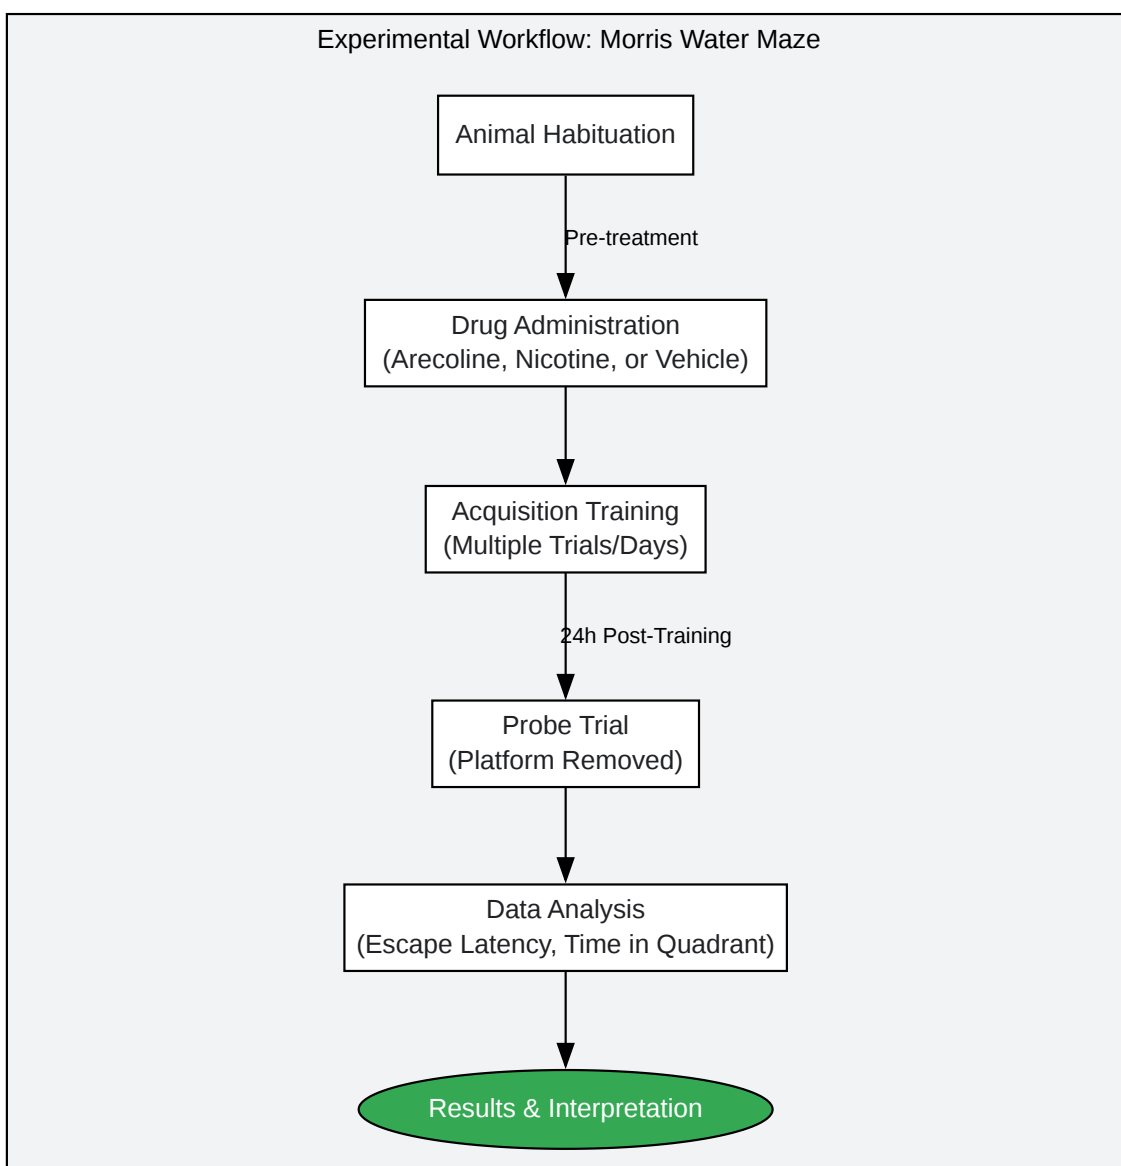 Experimental Workflow: Morris Water Maze
Animal Habituation
Pre-treatment
Drug Administration
(Arecoline, Nicotine, or Vehicle)
Acquisition Training
(Multiple Trials/Days)
24h Post-Training
Probe Trial
(Platform Removed)
Data Analysis
(Escape Latency, Time in Quadrant)
Results & Interpretation